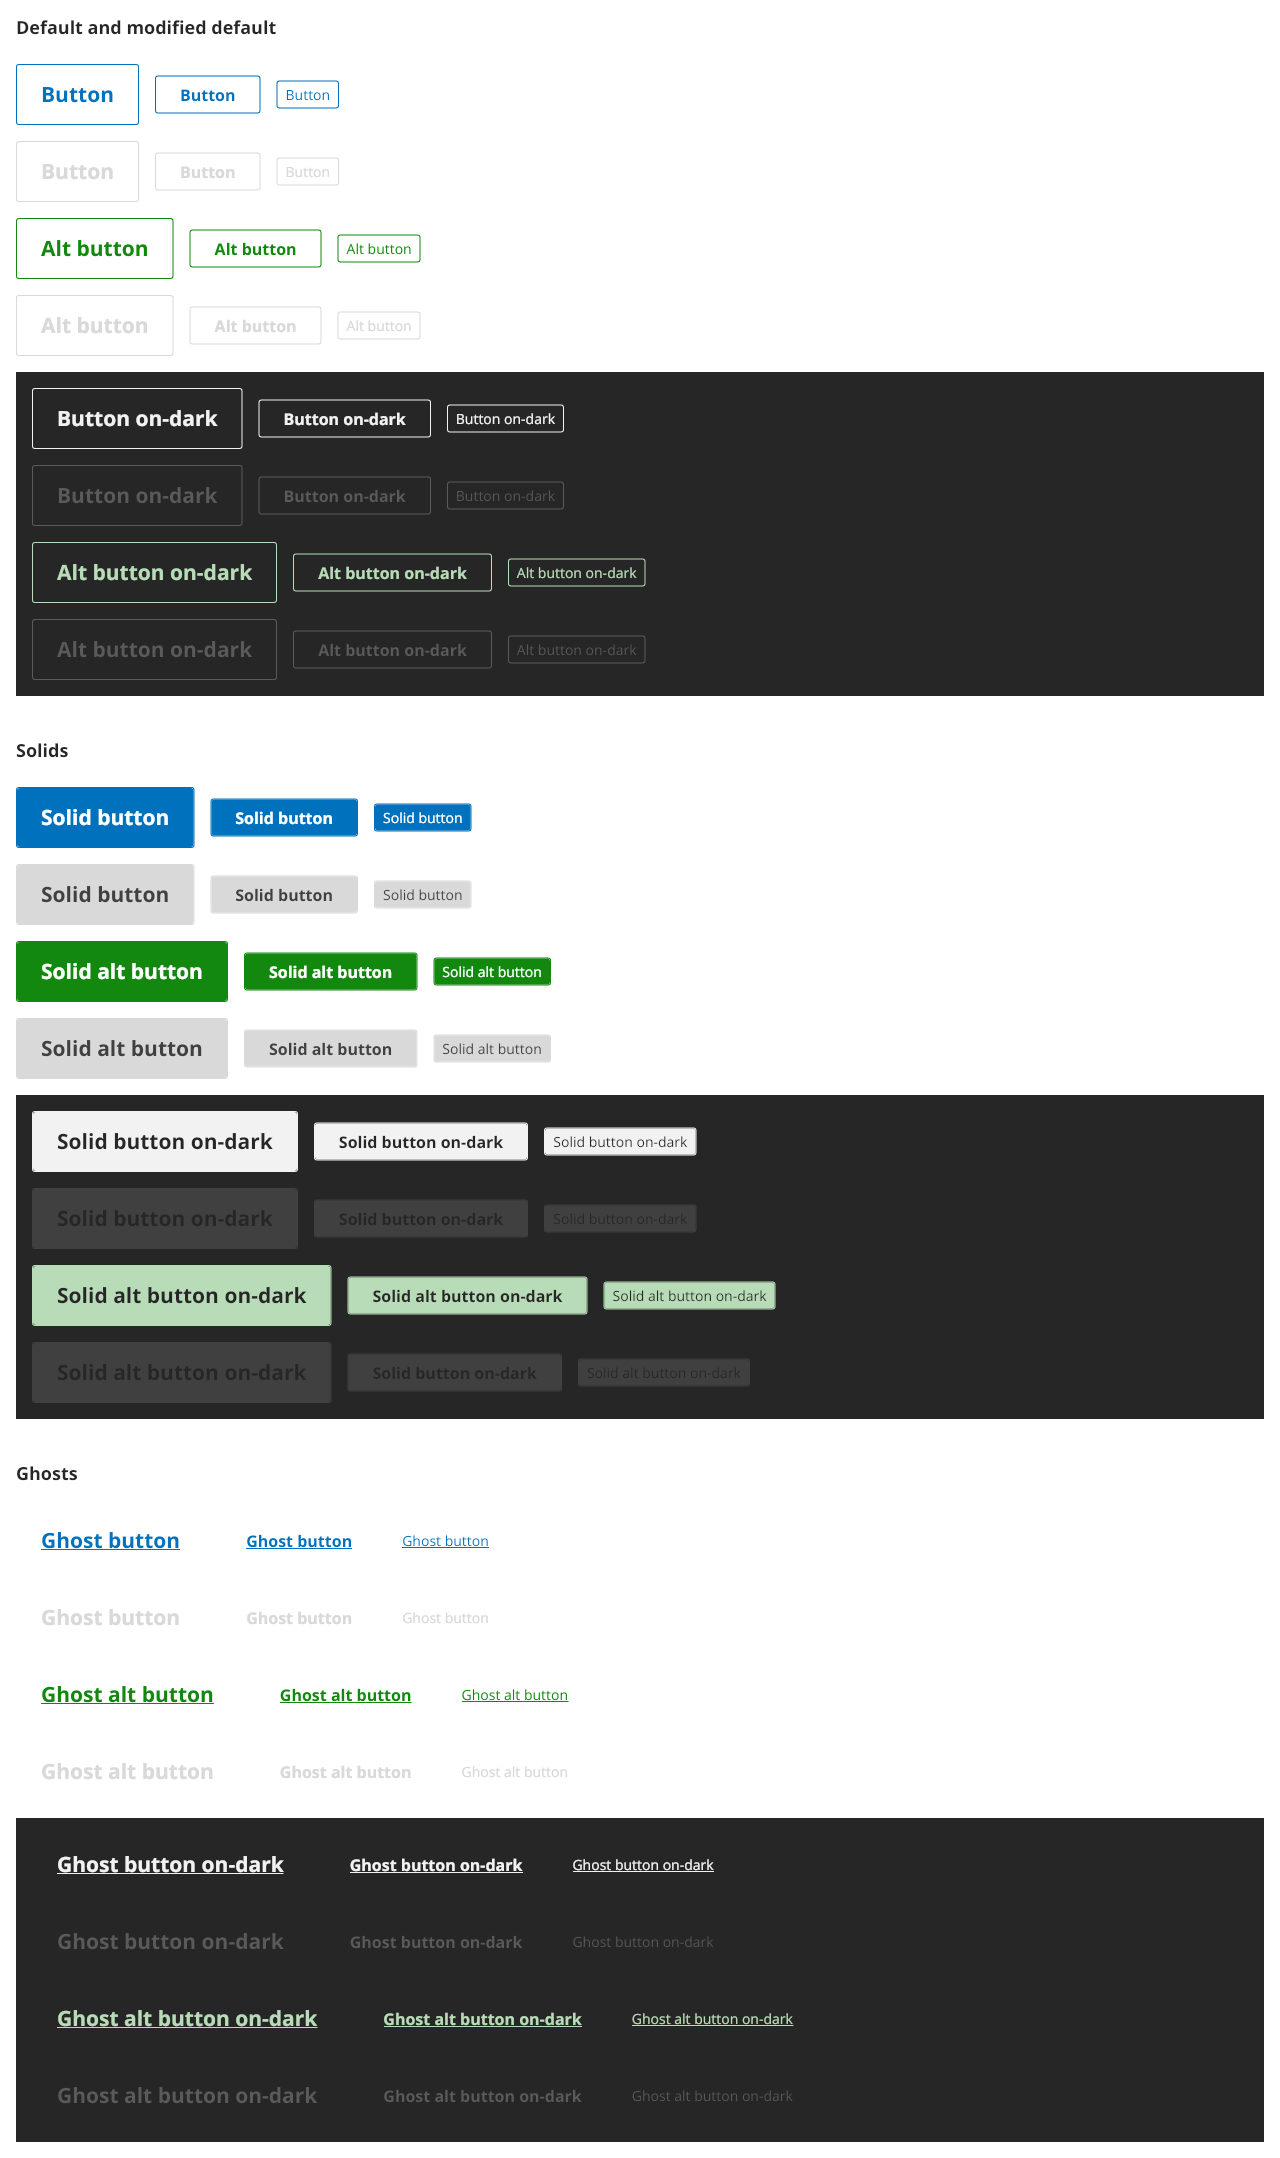 Default and modified default
Button Button Button
Button Button Button
Alt button Alt button Alt button
Alt button Alt button Alt button
Button on-dark Button on-dark Button on-dark
Button on-dark Button on-dark Button on-dark
Alt button on-dark Alt button on-dark Alt button on-dark
Alt button on-dark Alt button on-dark Alt button on-dark
Solids
Solid button Solid button Solid button
Solid button Solid button Solid button
Solid alt button Solid alt button Solid alt button
Solid alt button Solid alt button Solid alt button
Solid button on-dark Solid button on-dark Solid button on-dark
Solid button on-dark Solid button on-dark Solid button on-dark
Solid alt button on-dark Solid alt button on-dark Solid alt button on-dark
Solid alt button on-dark Solid button on-dark Solid alt button on-dark
Ghosts
Ghost button Ghost button Ghost button
Ghost button Ghost button Ghost button
Ghost alt button Ghost alt button Ghost alt button
Ghost alt button Ghost alt button Ghost alt button
Ghost button on-dark Ghost button on-dark Ghost button on-dark
Ghost button on-dark Ghost button on-dark Ghost button on-dark
Ghost alt button on-dark Ghost alt button on-dark Ghost alt button on-dark
Ghost alt button on-dark Ghost alt button on-dark Ghost alt button on-dark